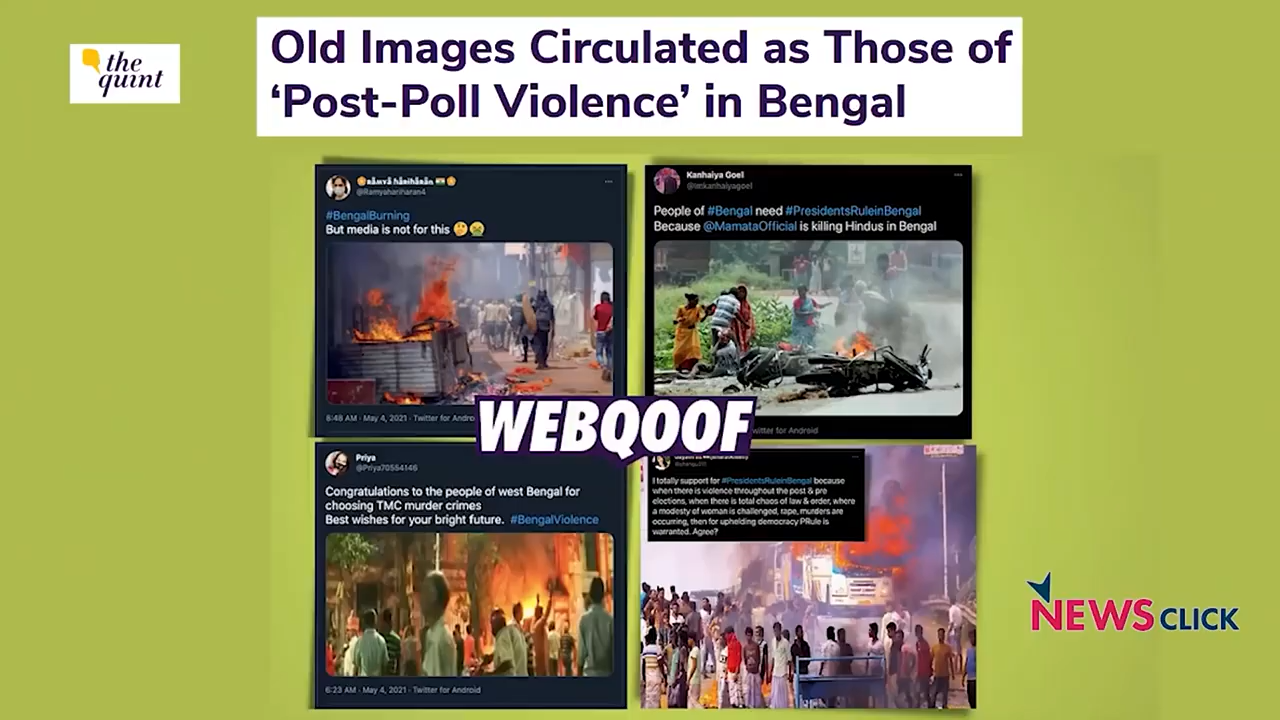 the
quint
Old Images Circulated as Those of
‘Post-Poll Violence’ in Bengal
@Ramyahariharan4
#BengalBurning
But media is not for this
8:48 AM · May 4, 2021 · Twitter for Andro
Kanhaiya Goel
@imkanhaiyagoel
People of #Bengal need #PresidentsRuleinBengal
Because @MamataOfficial is killing Hindus in Bengal
witter for Android
WEBQOOF
Priya
@Priya70554146
Congratulations to the people of west Bengal for
choosing TMC murder crimes
Best wishes for your bright future. #BengalViolence
6:23 AM · May 4, 2021 · Twitter for Android
I totally support for #PresidentsRuleinBengal because
when there is violence throughout the post & pre
elections, when there is total chaos of law & order, where
a modesty of woman is challenged, rape, murders are
occurring, then for uphelding democracy PRule is
warranted. Agree?
NEWSCLICK